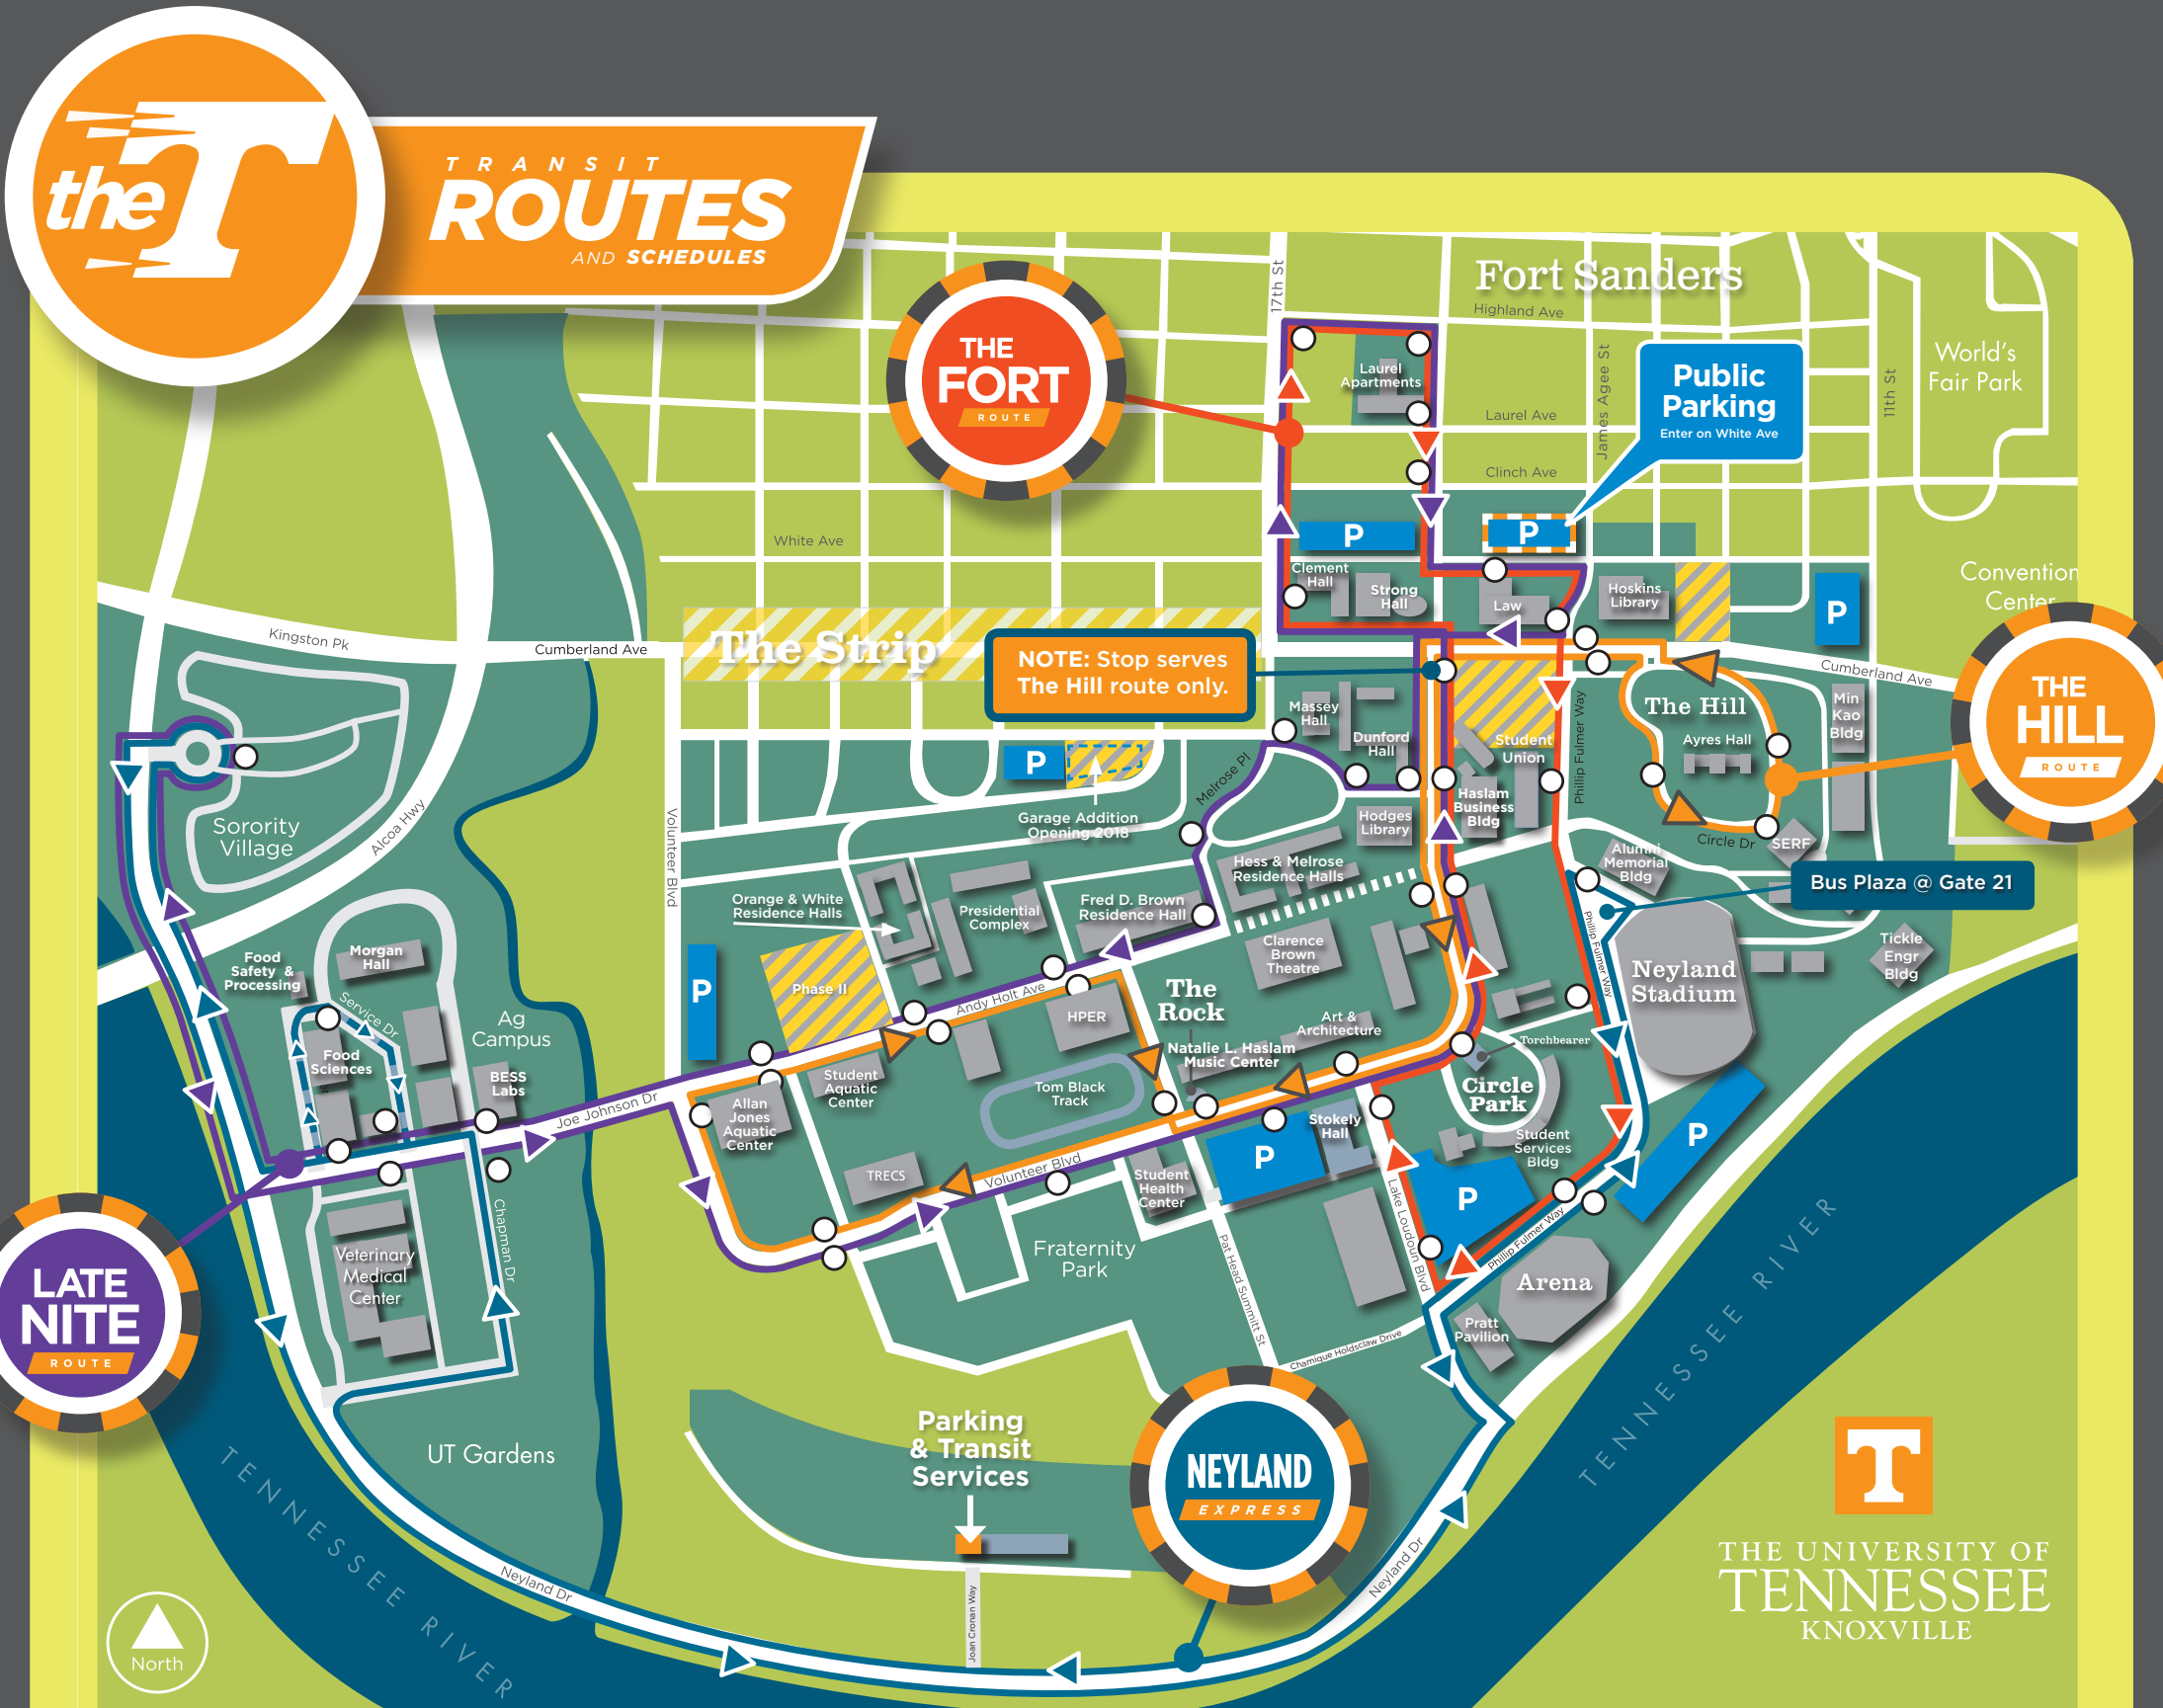 the T
TRANSIT
ROUTES
AND SCHEDULES
THE
FORT
ROUTE
17th St
Fort Sanders
Highland Ave
Laurel
Apartments
James Agee St
Public
Parking
Enter on White Ave
11th St
World's
Fair Park
Laurel Ave
Clinch Ave
White Ave
P
P
Clement
Hall
Strong
Hall
Law
Hoskins
Library
P
Convention
Center
Kingston Pk
Cumberland Ave
The Strip
NOTE: Stop serves
The Hill route only.
Cumberland Ave
THE
HILL
ROUTE
Massey
Hall
Dunford
Hall
Student
Union
Phillip Fulmer Way
The Hill
Ayres Hall
Min
Kao
Bldg
P
Melrose Pl
Garage Addition
Opening 2018
Haslam
Business
Bldg
Hodges
Library
Circle Dr
SERF
Sorority
Village
Alcoa Hwy
Volunteer Blvd
Hess & Melrose
Residence Halls
Alumni
Memorial
Bldg
Bus Plaza @ Gate 21
Orange & White
Residence Halls
Presidential
Complex
Fred D. Brown
Residence Hall
Clarence
Brown
Theatre
Phillip Fulmer Way
Neyland
Stadium
Tickle
Engr
Bldg
Food
Safety &
Processing
Morgan
Hall
Service Dr
P
Phase II
Andy Holt Ave
HPER
The
Rock
Art &
Architecture
Ag
Campus
Food
Sciences
BESS
Labs
Natalie L. Haslam
Music Center
Torchbearer
Circle
Park
Student
Aquatic
Center
Tom Black
Track
Joe Johnson Dr
Allan
Jones
Aquatic
Center
Stokely
Hall
P
P
Student
Services
Bldg
TRECS
Volunteer Blvd
Student
Health
Center
P
Lake Loudoun Blvd
Phillip Fulmer Way
Chapman Dr
Veterinary
Medical
Center
Fraternity
Park
Pat Head Summitt St
Arena
Pratt
Pavilion
Chamique Holdsclaw Drive
LATE
NITE
ROUTE
TENNESSEE RIVER
UT Gardens
Parking
& Transit
Services
NEYLAND
EXPRESS
TENNESSEE RIVER
Neyland Dr
Neyland Dr
Joan Cronan Way
North
T
THE UNIVERSITY OF
TENNESSEE
KNOXVILLE